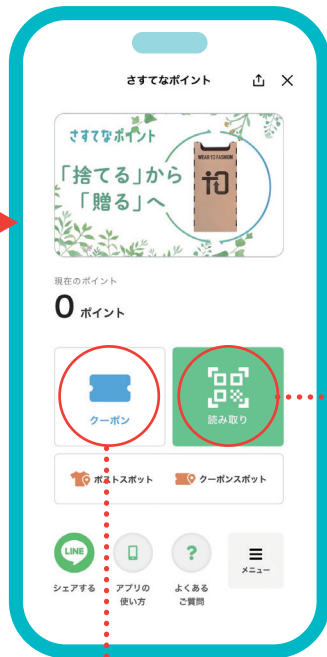 さすてなポイント
さすてなポイント
「捨てる」から
「贈る」へ
WEAR TO FASHION
現在のポイント
0 ポイント
クーポン
読み取り
ポストスポット
クーポンスポット
LINE
シェアする
アプリの
使い方
?
よくある
ご質問
メニュー